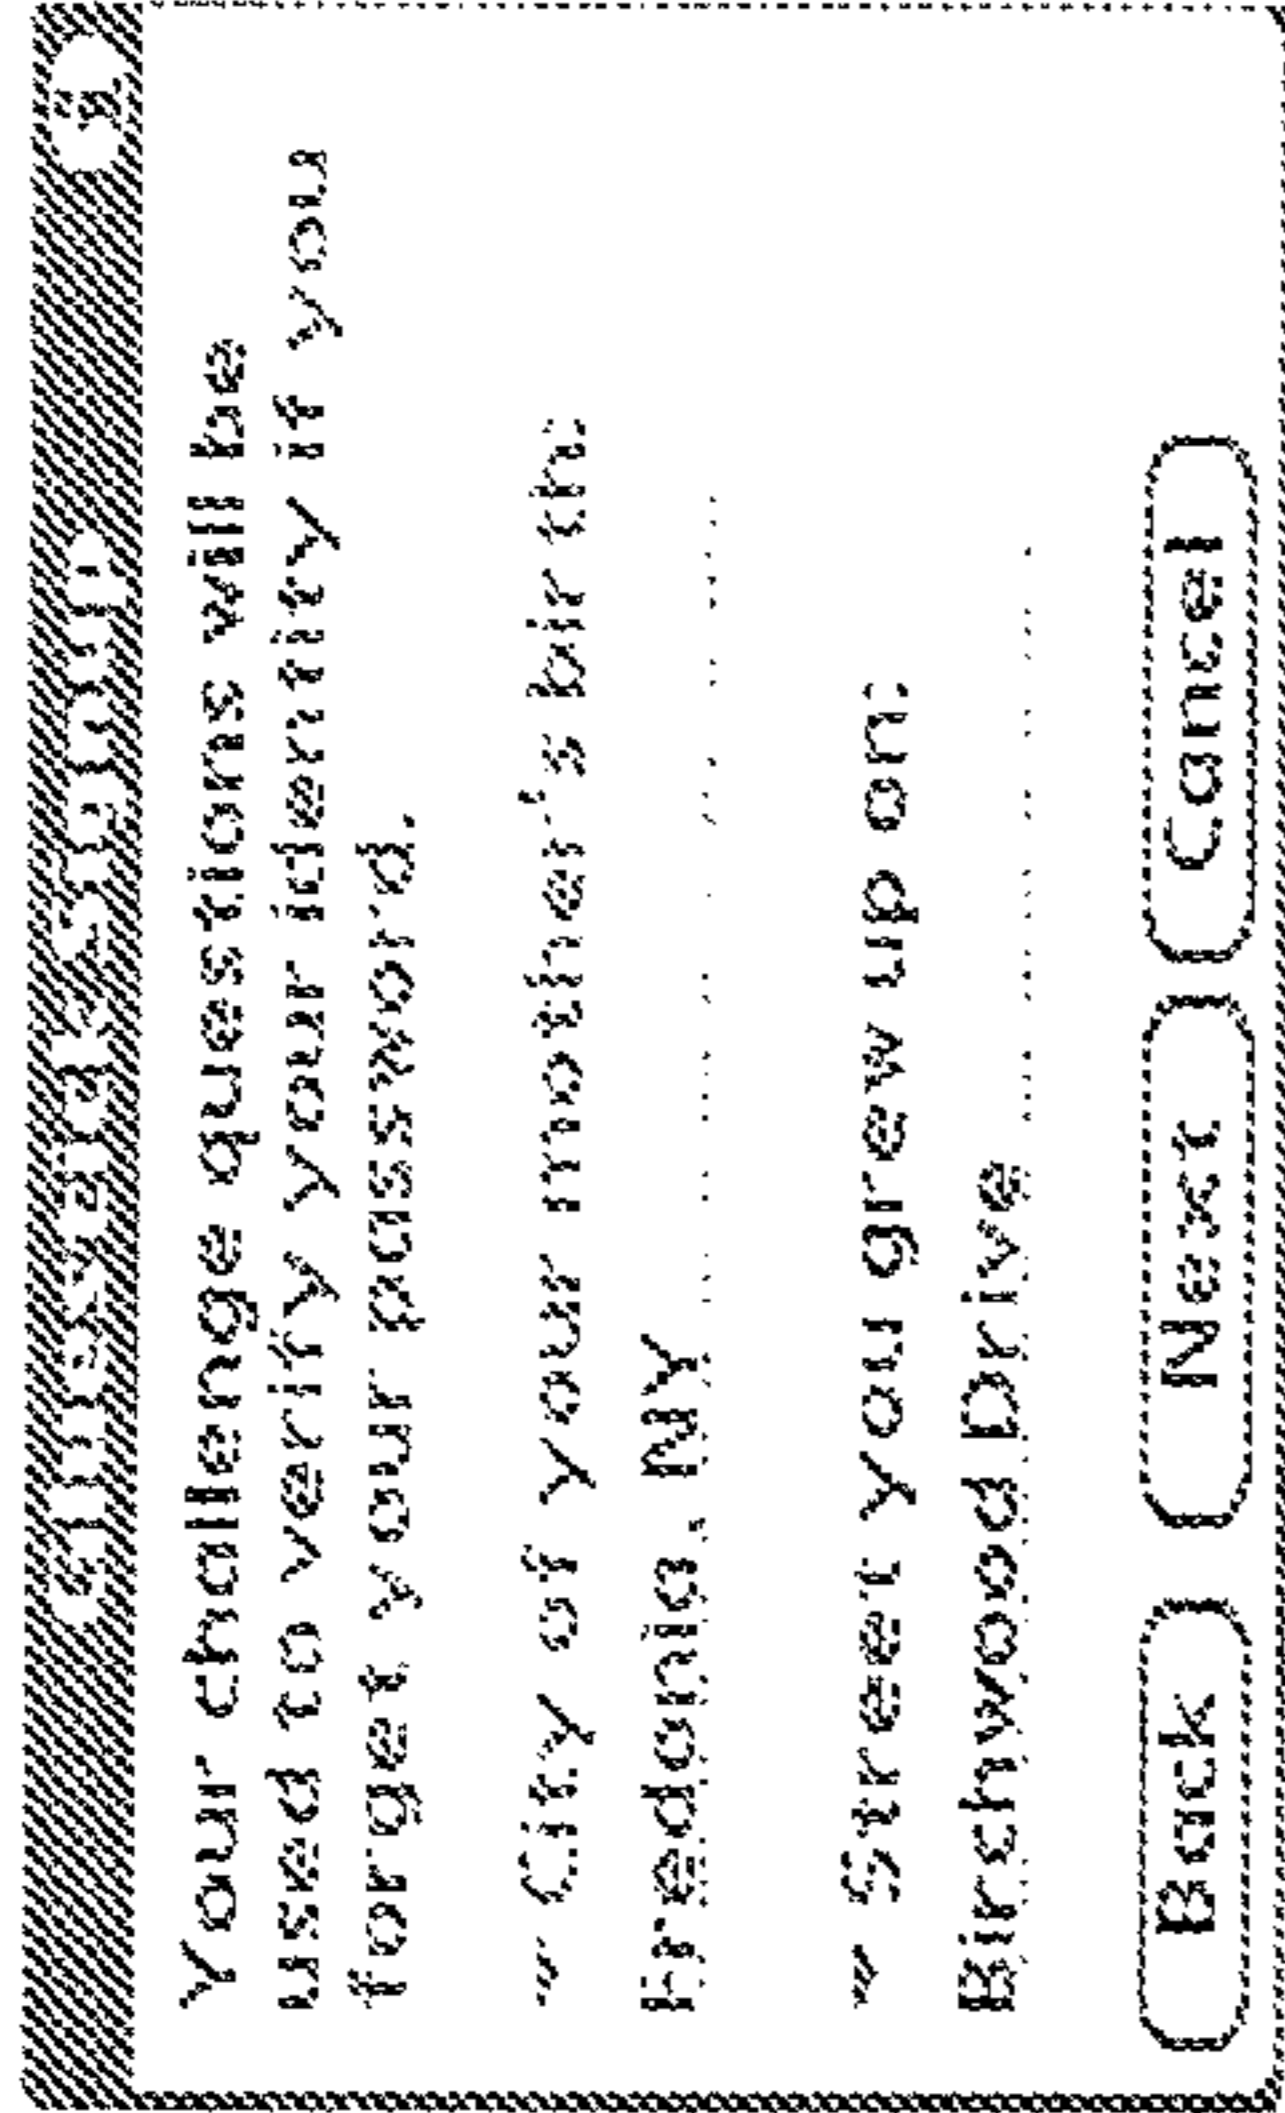 Signup
Your challenge questions will be
used to verify your identity if you
forget your password.
City of your mother's birth:
Fredonia, NY
Street you grew up on:
Birchwood Drive
Back Next Cancel